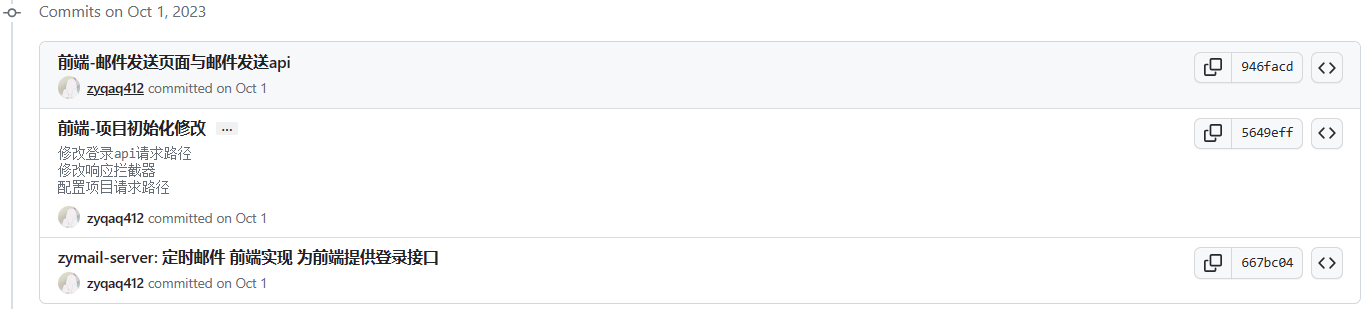 Commits on Oct 1, 2023
前端-邮件发送页面与邮件发送api
946facd
zyqaq412 committed on Oct 1
前端-项目初始化修改 ...
5649eff
修改登录api请求路径
修改响应拦截器
配置项目请求路径
zyqaq412 committed on Oct 1
zymail-server: 定时邮件 前端实现 为前端提供登录接口
667bc04
zyqaq412 committed on Oct 1